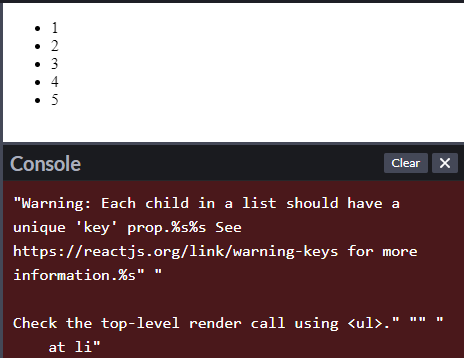 • 1
• 2
• 3
• 4
• 5
Console
Clear
×
"Warning: Each child in a list should have a
unique 'key' prop.%s%s See
https://reactjs.org/link/warning-keys for more
information.%s" "
Check the top-level render call using <ul>." "" "
    at li"